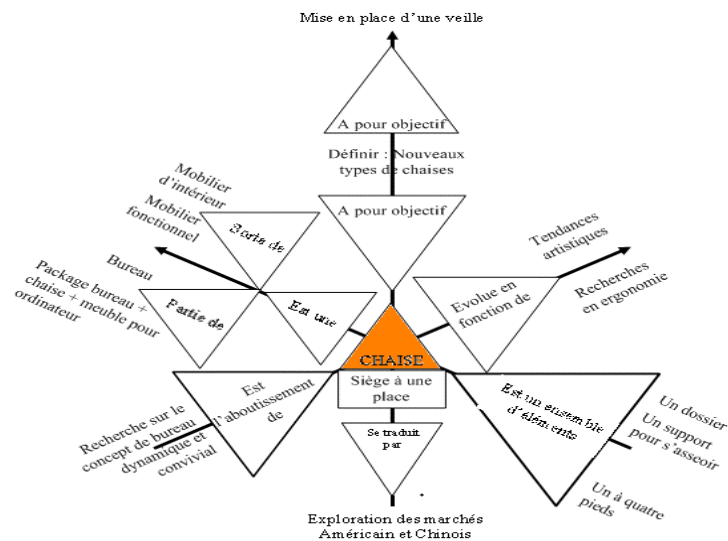 Mise en place d'une veille
A pour objectif
Définir : Nouveaux
types de chaises
A pour objectif
Mobilier
d'intérieur
Mobilier
fonctionnel
Sorte de
Bureau
Package bureau +
chaise + meuble pour
ordinateur
Partie de
Est une
Tendances
artistiques
Recherches
en ergonomie
Evolue en
fonction de
CHAISE
Siège à une
place
Est
l'aboutissement
de
Recherche sur le
concept de bureau
dynamique et
convivial
Se traduit
par
Est un ensemble
d'éléments
Un dossier
Un support
pour s'asseoir
Un à quatre
pieds
Exploration des marchés
Américain et Chinois